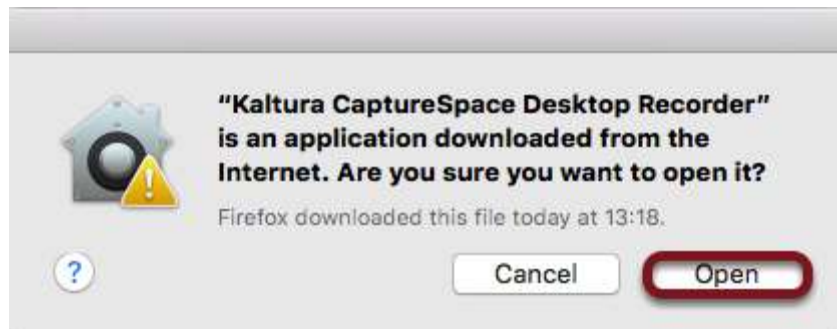 “Kaltura CaptureSpace Desktop Recorder”
is an application downloaded from the
Internet. Are you sure you want to open it?
Firefox downloaded this file today at 13:18.
?
Cancel
Open